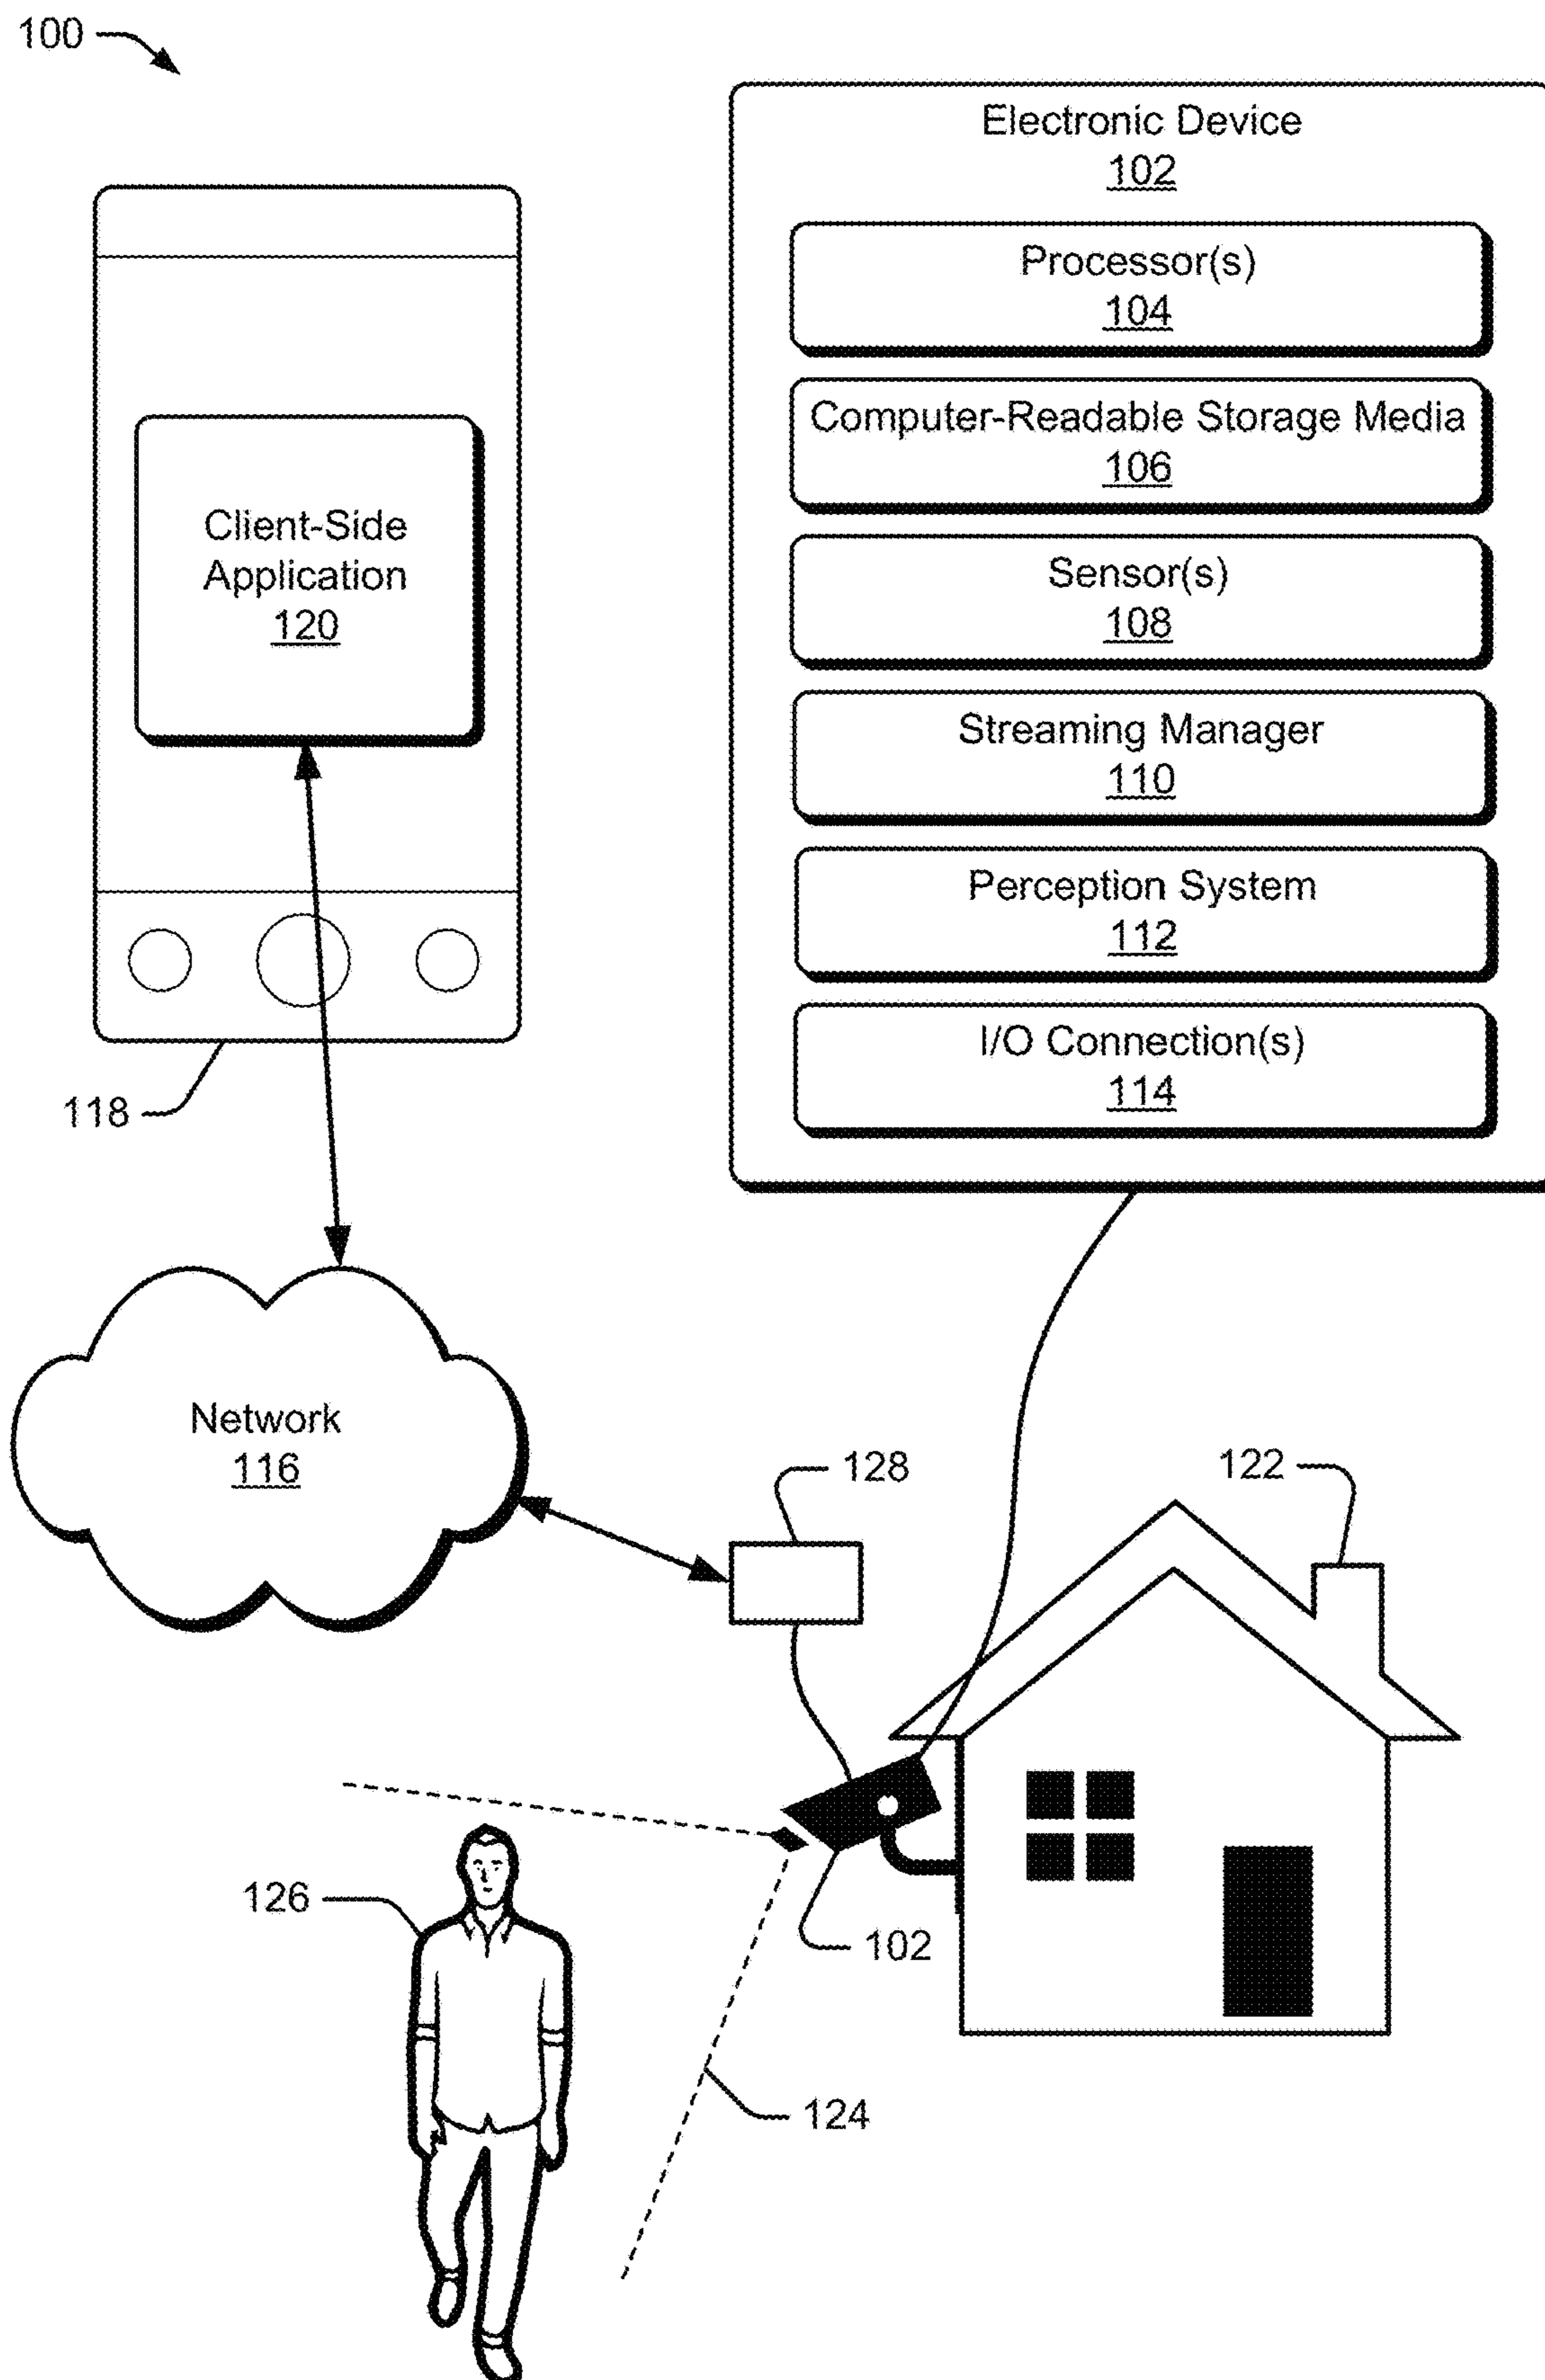 100
Electronic Device
102
Processor(s)
104
Computer-Readable Storage Media
106
Sensor(s)
108
Streaming Manager
110
Perception System
112
I/O Connection(s)
114
Client-Side
Application
120
118
Network
116
128
122
126
102
124